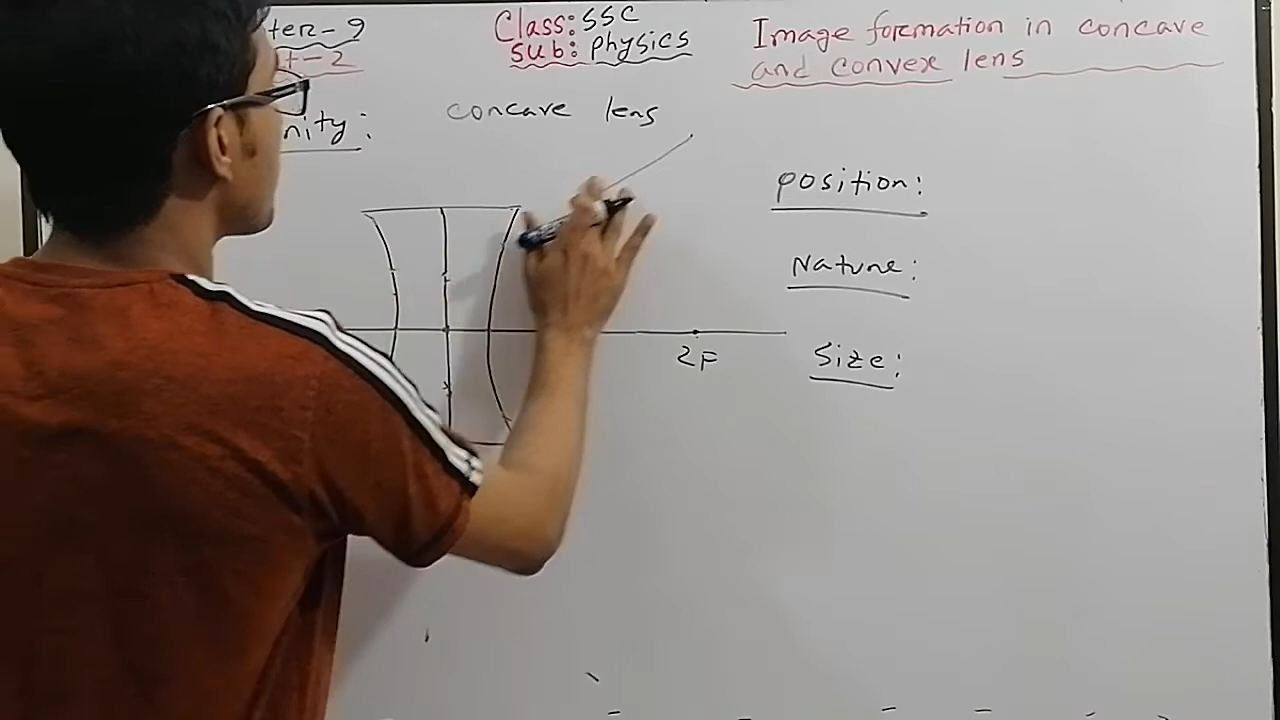 ter-9
t-2
Class: SSC
Sub: physics
Image formation in concave
and convex lens
nity:
concave lens
position:
Nature:
Size:
2F